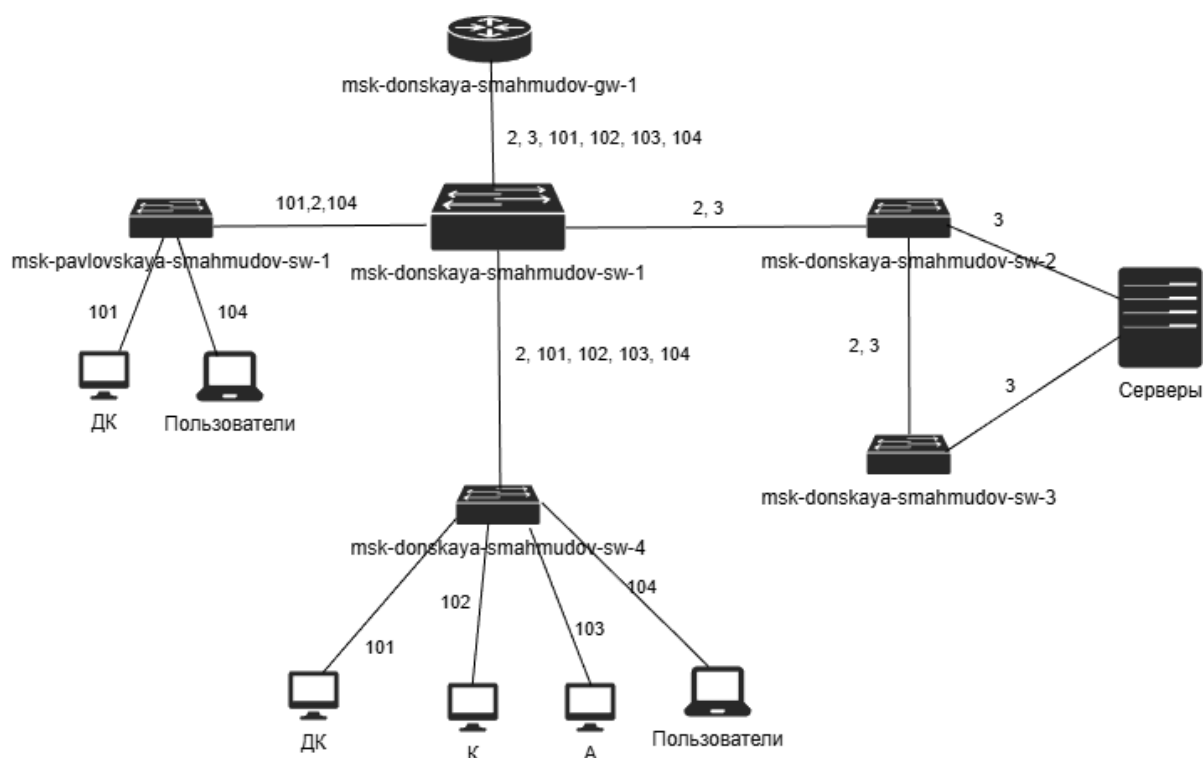 msk-donskaya-smahmudov-gw-1
2, 3, 101, 102, 103, 104
101,2,104
2, 3
3
msk-pavlovskaya-smahmudov-sw-1
msk-donskaya-smahmudov-sw-1
msk-donskaya-smahmudov-sw-2
101
104
2, 101, 102, 103, 104
2, 3
3
Серверы
ДК
Пользователи
msk-donskaya-smahmudov-sw-3
msk-donskaya-smahmudov-sw-4
104
102
103
101
ДК
К
А
Пользователи